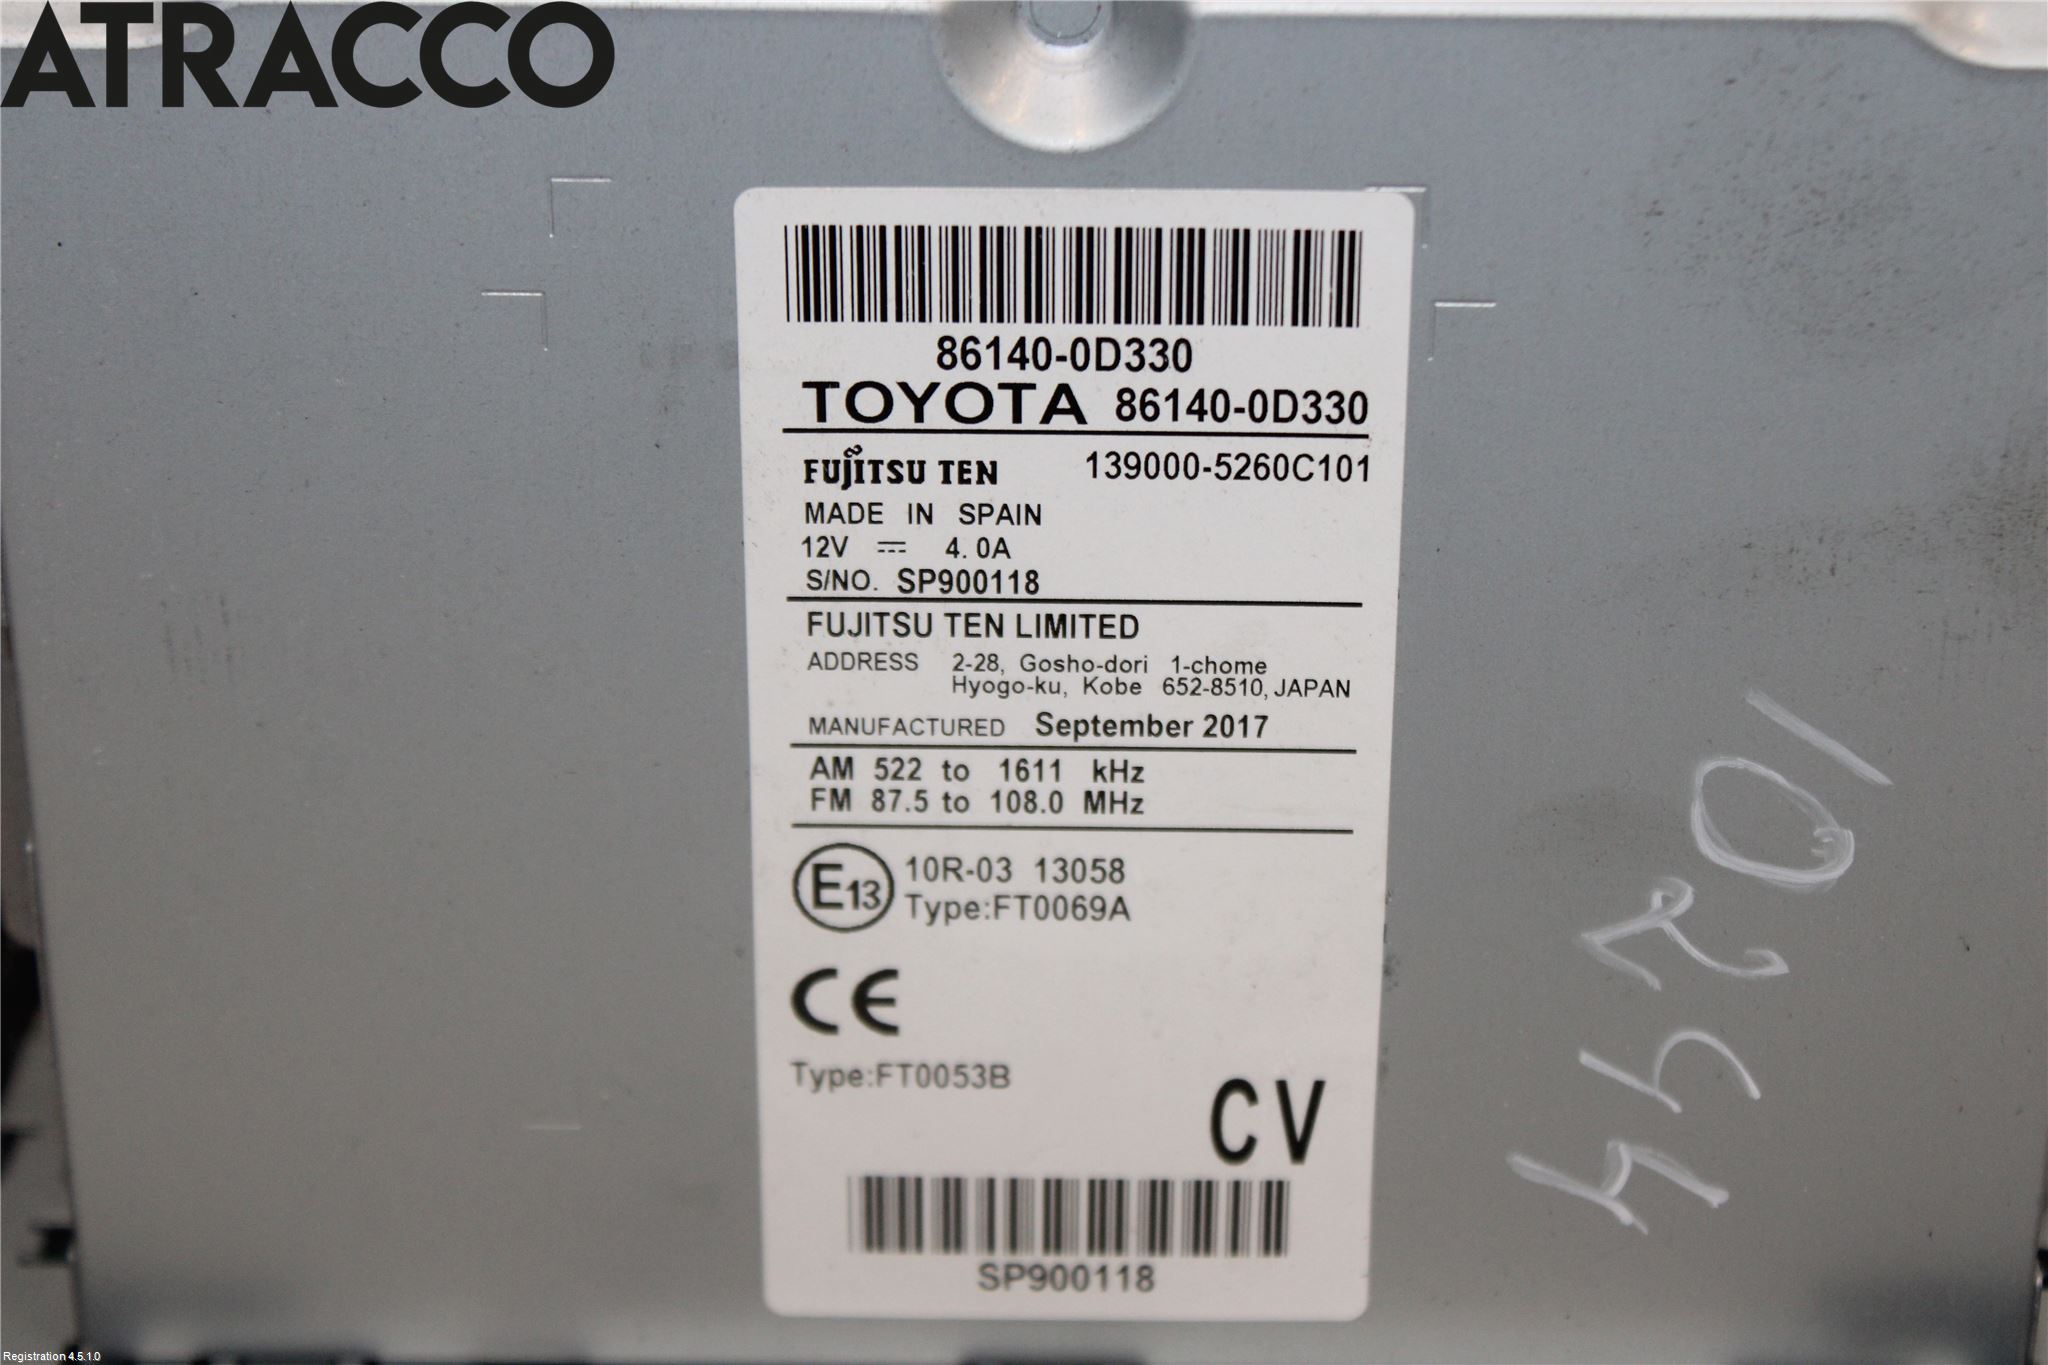 ATRACCO
86140-0D330
TOYOTA 86140-0D330
FUJITSU TEN 139000-5260C101
MADE IN SPAIN
12V 4.0A
S/NO. SP900118
FUJITSU TEN LIMITED
ADDRESS 2-28, Gosho-dori 1-chome
Hyogo-ku, Kobe 652-8510, JAPAN
MANUFACTURED September 2017
AM 522 to 1611 kHz
FM 87.5 to 108.0 MHz
E13 10R-03 13058
Type:FT0069A
CE
Type:FT0053B
CV
SP900118
Registration 4.5.1.0